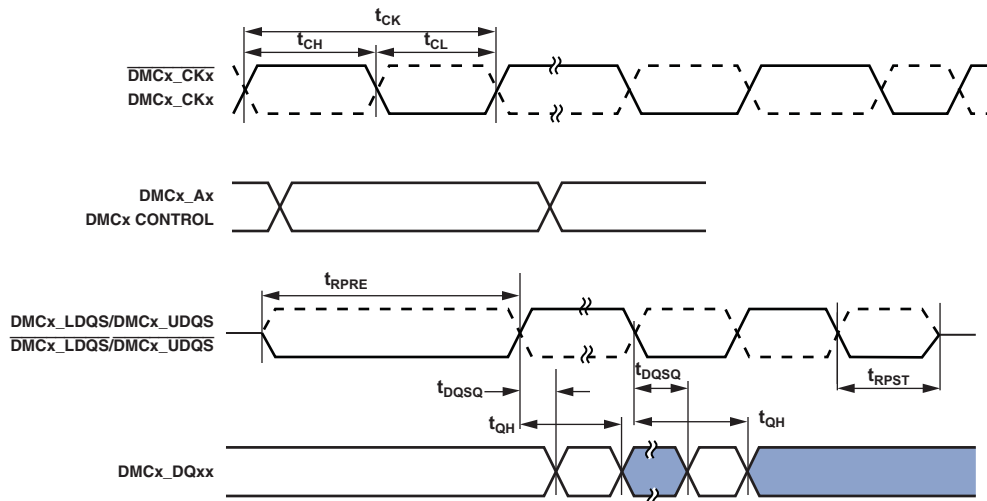 tCK
tCH
tCL
DMCx_CKx
DMCx_CKx
DMCx_Ax
DMCx CONTROL
tRPRE
DMCx_LDQS/DMCx_UDQS
DMCx_LDQS/DMCx_UDQS
tDQSQ
tDQSQ
tRPST
tQH
tQH
DMCx_DQxx